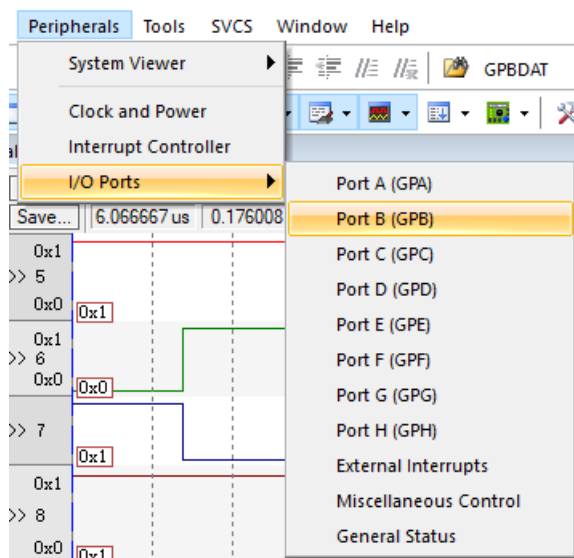 Peripherals Tools SVCS Window Help
System Viewer
GPBDAT
Clock and Power
Interrupt Controller
I/O Ports
Port A (GPA)
Save... 6.066667 us 0.176008
Port B (GPB)
0x1
Port C (GPC)
>> 5
Port D (GPD)
0x0 0x1
Port E (GPE)
0x1
>> 6
Port F (GPF)
0x0 0x0
Port G (GPG)
>> 7
Port H (GPH)
0x1
External Interrupts
0x1
Miscellaneous Control
>> 8
General Status
0x0 0x1